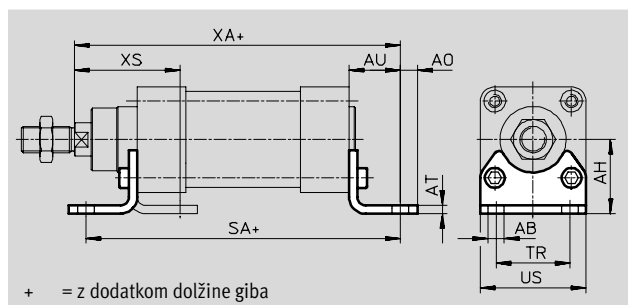 XA+
XS
AU
AO
AH
AT
SA+
AB
TR
US
+ = z dodatkom dolžine giba